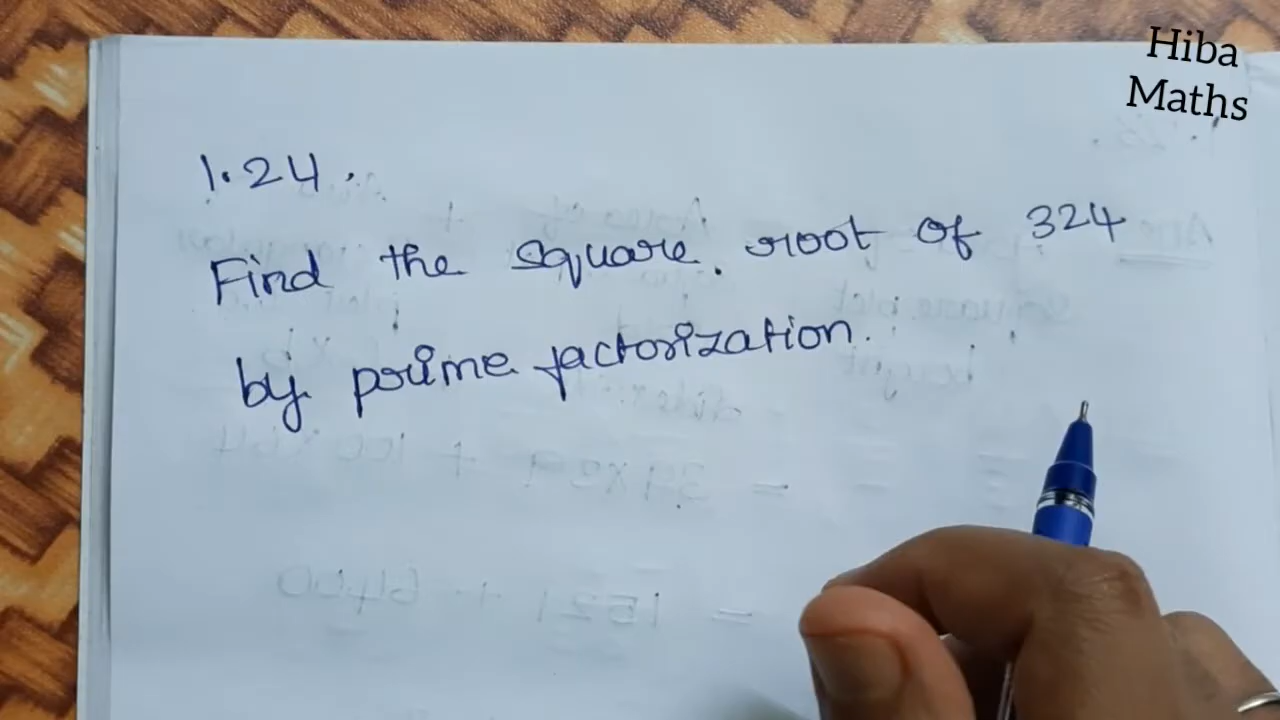 Hiba
Maths
1.24.
Find the square root of 324
by prime factorization.